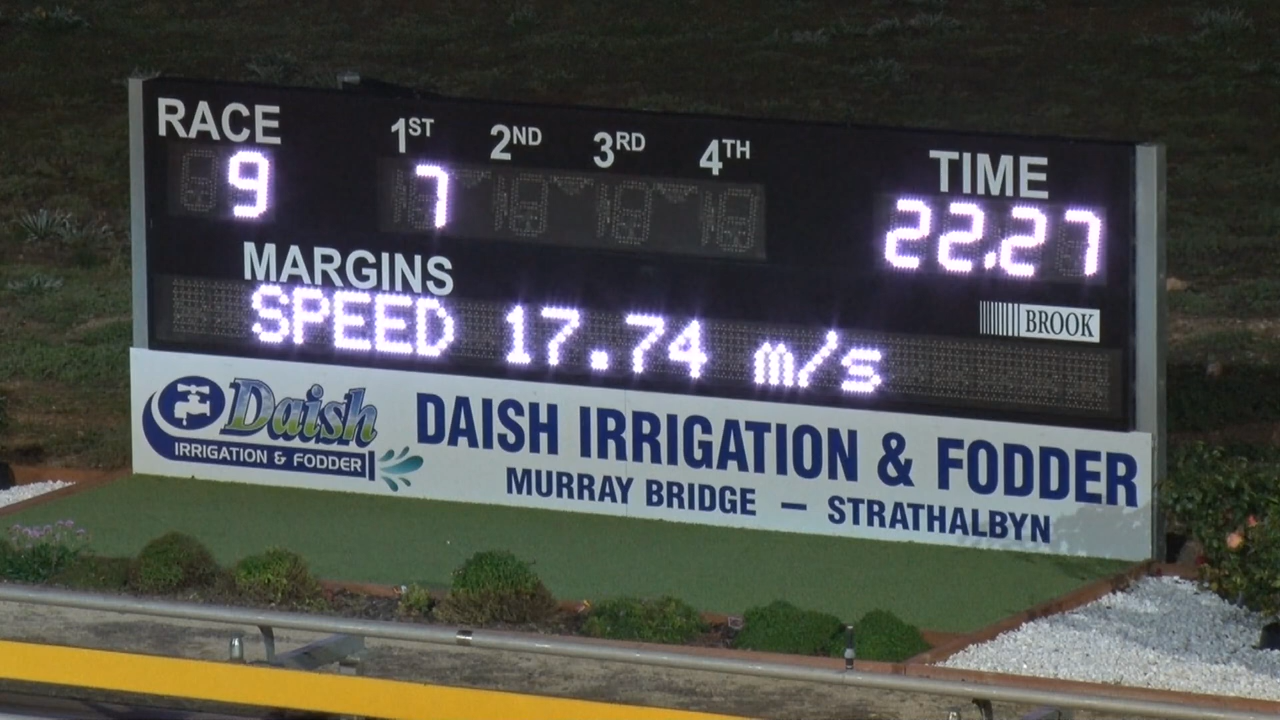 RACE 1ST 2ND 3RD 4TH TIME
9 7 22.27
MARGINS
SPEED 17.74 m/s
BROOK
Daish
IRRIGATION & FODDER
DAISH IRRIGATION & FODDER
MURRAY BRIDGE — STRATHALBYN